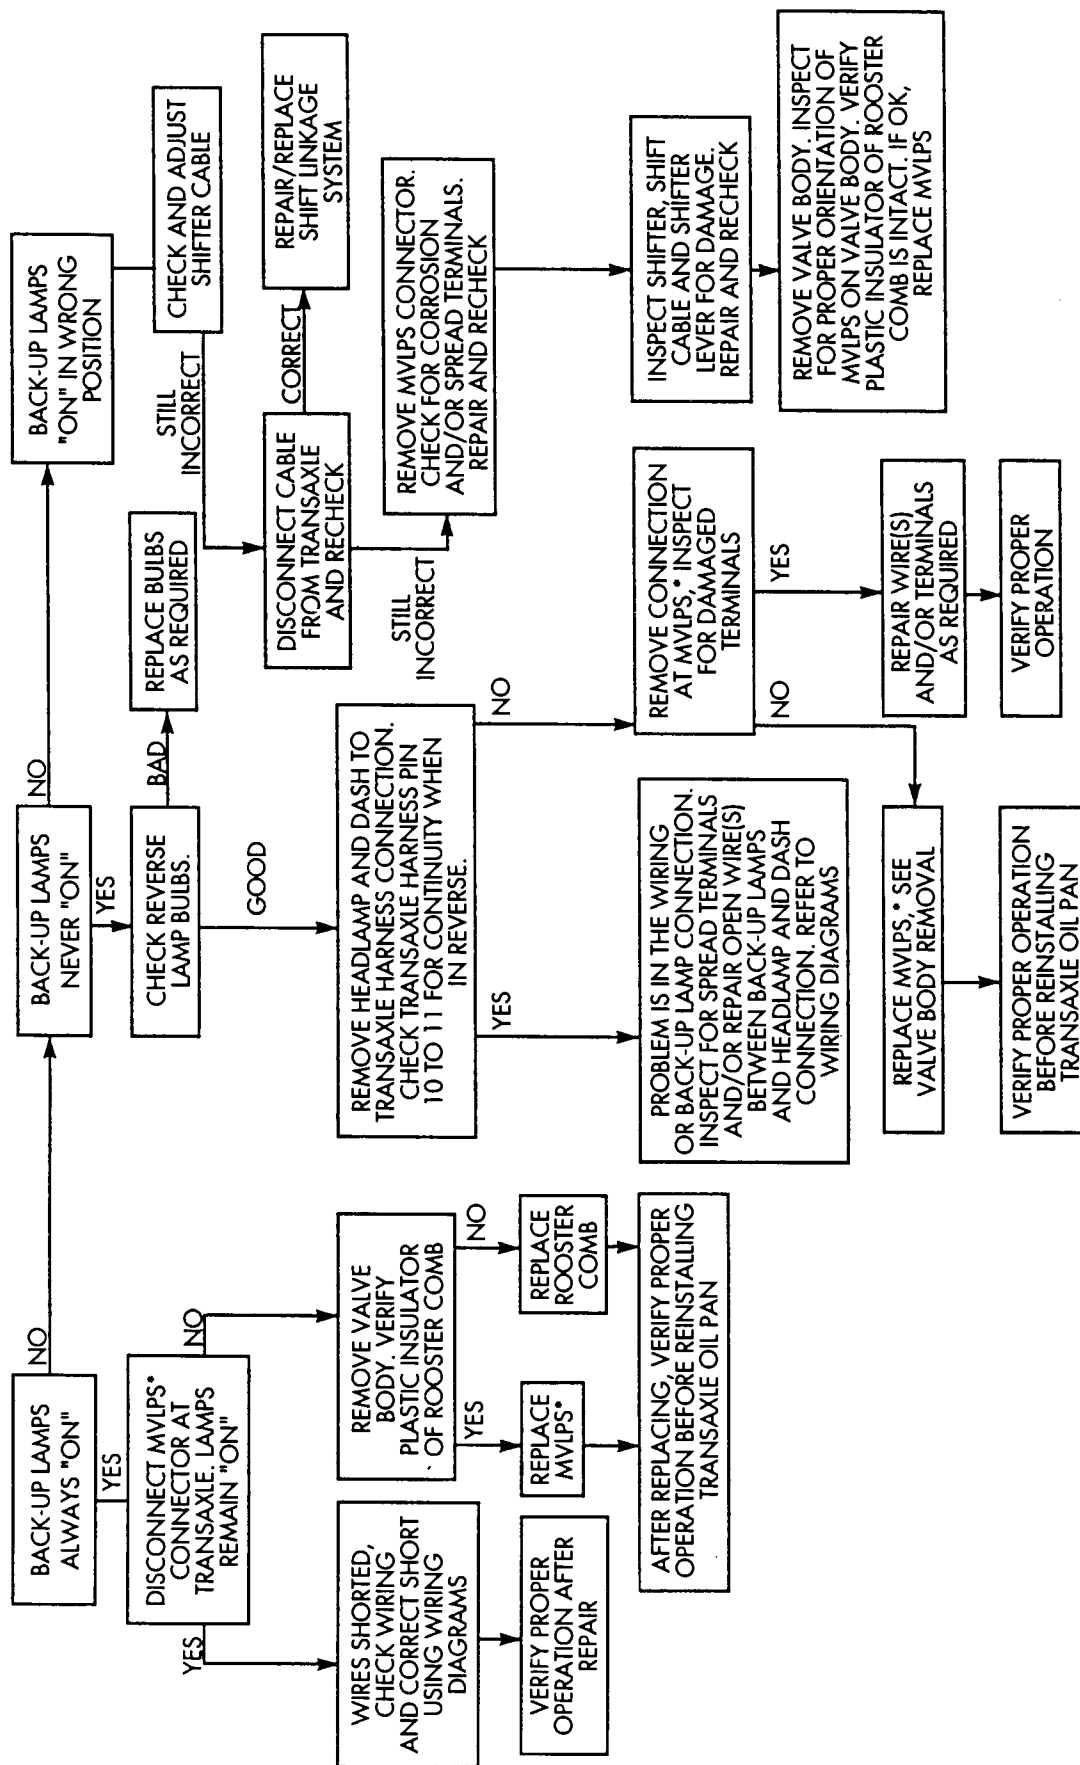 BACK-UP LAMPS
ALWAYS "ON"
NO
BACK-UP LAMPS
NEVER "ON"
NO
BACK-UP LAMPS
"ON" IN WRONG
POSITION
YES
DISCONNECT MVLPS*
CONNECTOR AT
TRANSAXLE. LAMPS
REMAIN "ON"
YES
NO
WIRES SHORTED,
CHECK WIRING
AND CORRECT SHORT
USING WIRING
DIAGRAMS
VERIFY PROPER
OPERATION AFTER
REPAIR
REMOVE VALVE
BODY. VERIFY
PLASTIC INSULATOR
OF ROOSTER COMB
YES
NO
REPLACE
MVLPS*
REPLACE
ROOSTER
COMB
AFTER REPLACING, VERIFY PROPER
OPERATION BEFORE REINSTALLING
TRANSAXLE OIL PAN
YES
CHECK REVERSE
LAMP BULBS.
BAD
REPLACE BULBS
AS REQUIRED
GOOD
REMOVE HEADLAMP AND DASH TO
TRANSAXLE HARNESS CONNECTION.
CHECK TRANSAXLE HARNESS PIN
10 TO 11 FOR CONTINUITY WHEN
IN REVERSE.
YES
NO
PROBLEM IS IN THE WIRING
OR BACK-UP LAMP CONNECTION.
INSPECT FOR SPREAD TERMINALS
AND/OR REPAIR OPEN WIRE(S)
BETWEEN BACK-UP LAMPS
AND HEADLAMP AND DASH
CONNECTION. REFER TO
WIRING DIAGRAMS
REMOVE CONNECTION
AT MVLPS,* INSPECT
FOR DAMAGED
TERMINALS
NO
YES
REPLACE MVLPS,* SEE
VALVE BODY REMOVAL
VERIFY PROPER OPERATION
BEFORE REINSTALLING
TRANSAXLE OIL PAN
REPAIR WIRE(S)
AND/OR TERMINALS
AS REQUIRED
VERIFY PROPER
OPERATION
CHECK AND ADJUST
SHIFTER CABLE
STILL
INCORRECT
DISCONNECT CABLE
FROM TRANSAXLE
AND RECHECK
CORRECT
REPAIR/REPLACE
SHIFT LINKAGE
SYSTEM
STILL
INCORRECT
REMOVE MVLPS CONNECTOR.
CHECK FOR CORROSION
AND/OR SPREAD TERMINALS.
REPAIR AND RECHECK
INSPECT SHIFTER, SHIFT
CABLE AND SHIFTER
LEVER FOR DAMAGE.
REPAIR AND RECHECK
REMOVE VALVE BODY. INSPECT
FOR PROPER ORIENTATION OF
MVLPS ON VALVE BODY. VERIFY
PLASTIC INSULATOR OF ROOSTER
COMB IS INTACT. IF OK,
REPLACE MVLPS